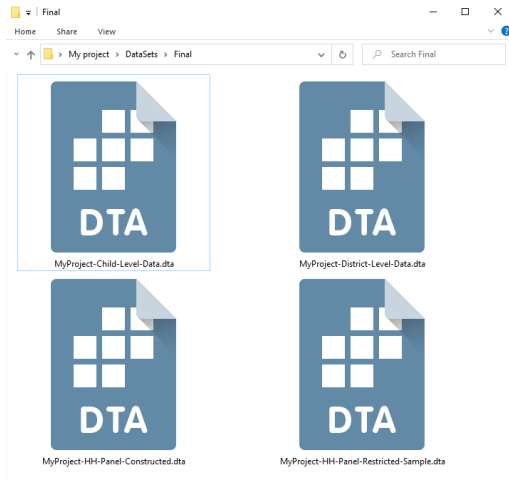 Final
Home Share View
My project > DataSets > Final
Search Final
DTA
MyProject-Child-Level-Data.dta
DTA
MyProject-District-Level-Data.dta
DTA
MyProject-HH-Panel-Constructed.dta
DTA
MyProject-HH-Panel-Restricted-Sample.dta